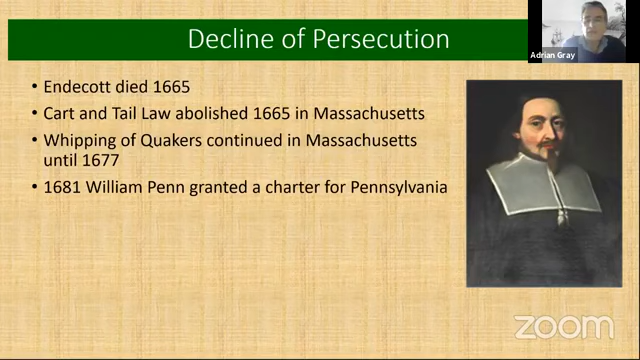 Decline of Persecution
Adrian Gray
• Endecott died 1665
• Cart and Tail Law abolished 1665 in Massachusetts
• Whipping of Quakers continued in Massachusetts
until 1677
• 1681 William Penn granted a charter for Pennsylvania
zoom